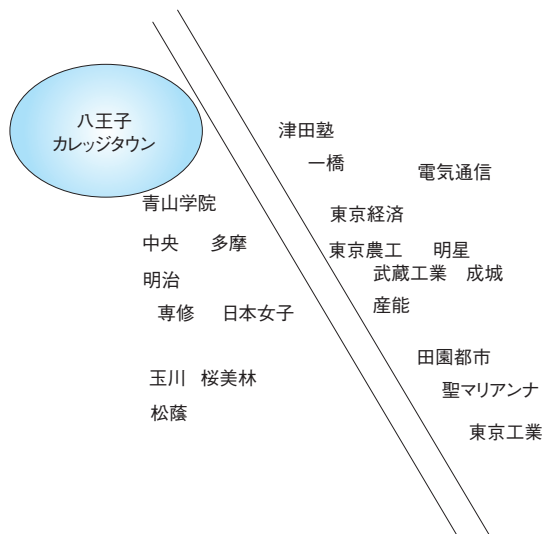 八王子
カレッジタウン
津田塾
一橋
電気通信
青山学院
東京経済
中央 多摩
東京農工 明星
明治
武蔵工業 成城
専修 日本女子
産能
田園都市
玉川 桜美林
聖マリアンナ
松蔭
東京工業